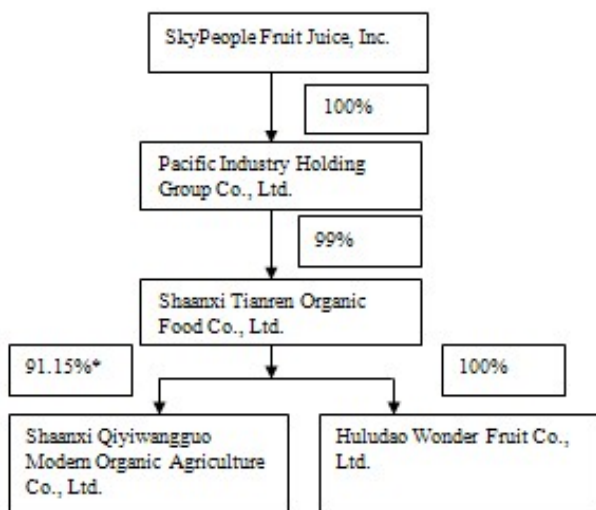 SkyPeople Fruit Juice, Inc.
100%
Pacific Industry Holding
Group Co., Ltd.
99%
Shaanxi Tianren Organic
Food Co., Ltd.
91.15%*
100%
Shaanxi Qiyiwangguo
Modern Organic Agriculture
Co., Ltd.
Huludao Wonder Fruit Co.,
Ltd.